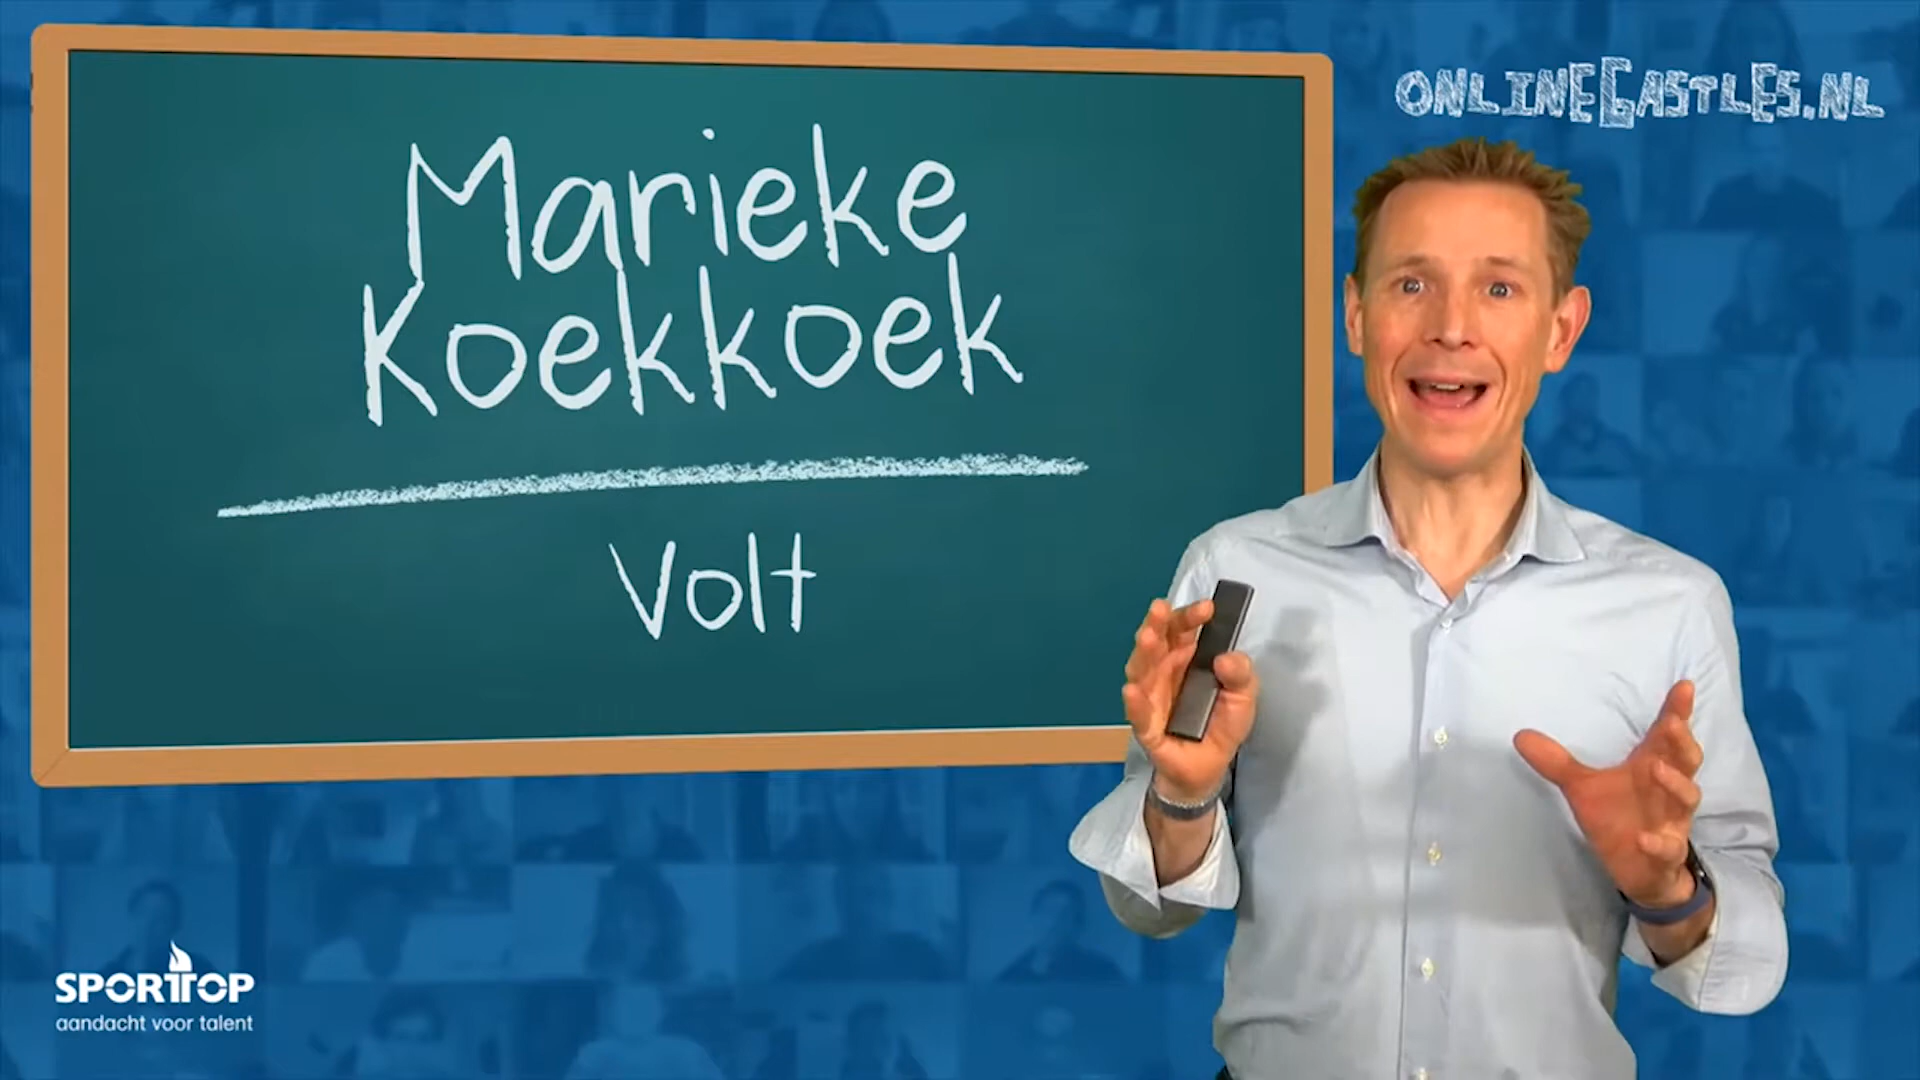 ONLINEGASTLES.NL
Marieke
Koekkoek
Volt
SPORTTOP
aandacht voor talent